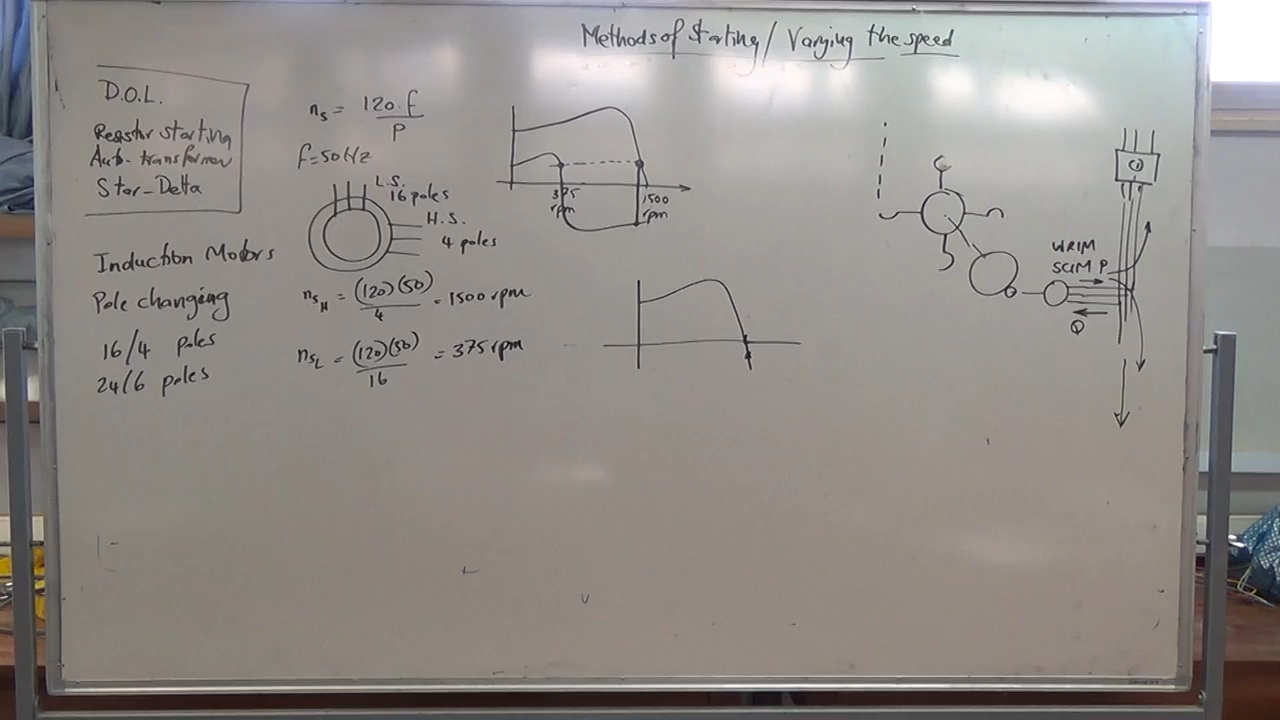 Methods of Starting / Varying the speed
D.O.L.
Resistor starting
Auto-transformer
Star-Delta
Induction Motors
Pole changing
16/4 poles
24/6 poles
ns = 120.f
P
f=50Hz
L.S.
16 poles
H.S.
4 poles
nsH = (120)(50) = 1500 rpm
4
nsL = (120)(50) = 375 rpm
16
375
rpm
1500
rpm
WRIM
SCIM P
Q